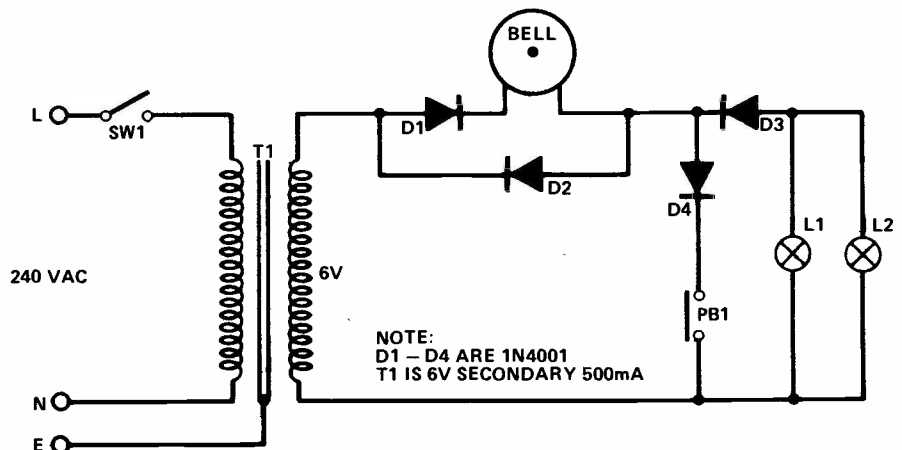 BELL
L
SW1
T1
D1
D3
D2
D4
L1
L2
240 VAC
6V
PB1
NOTE:
D1 – D4 ARE 1N4001
T1 IS 6V SECONDARY 500mA
N
E